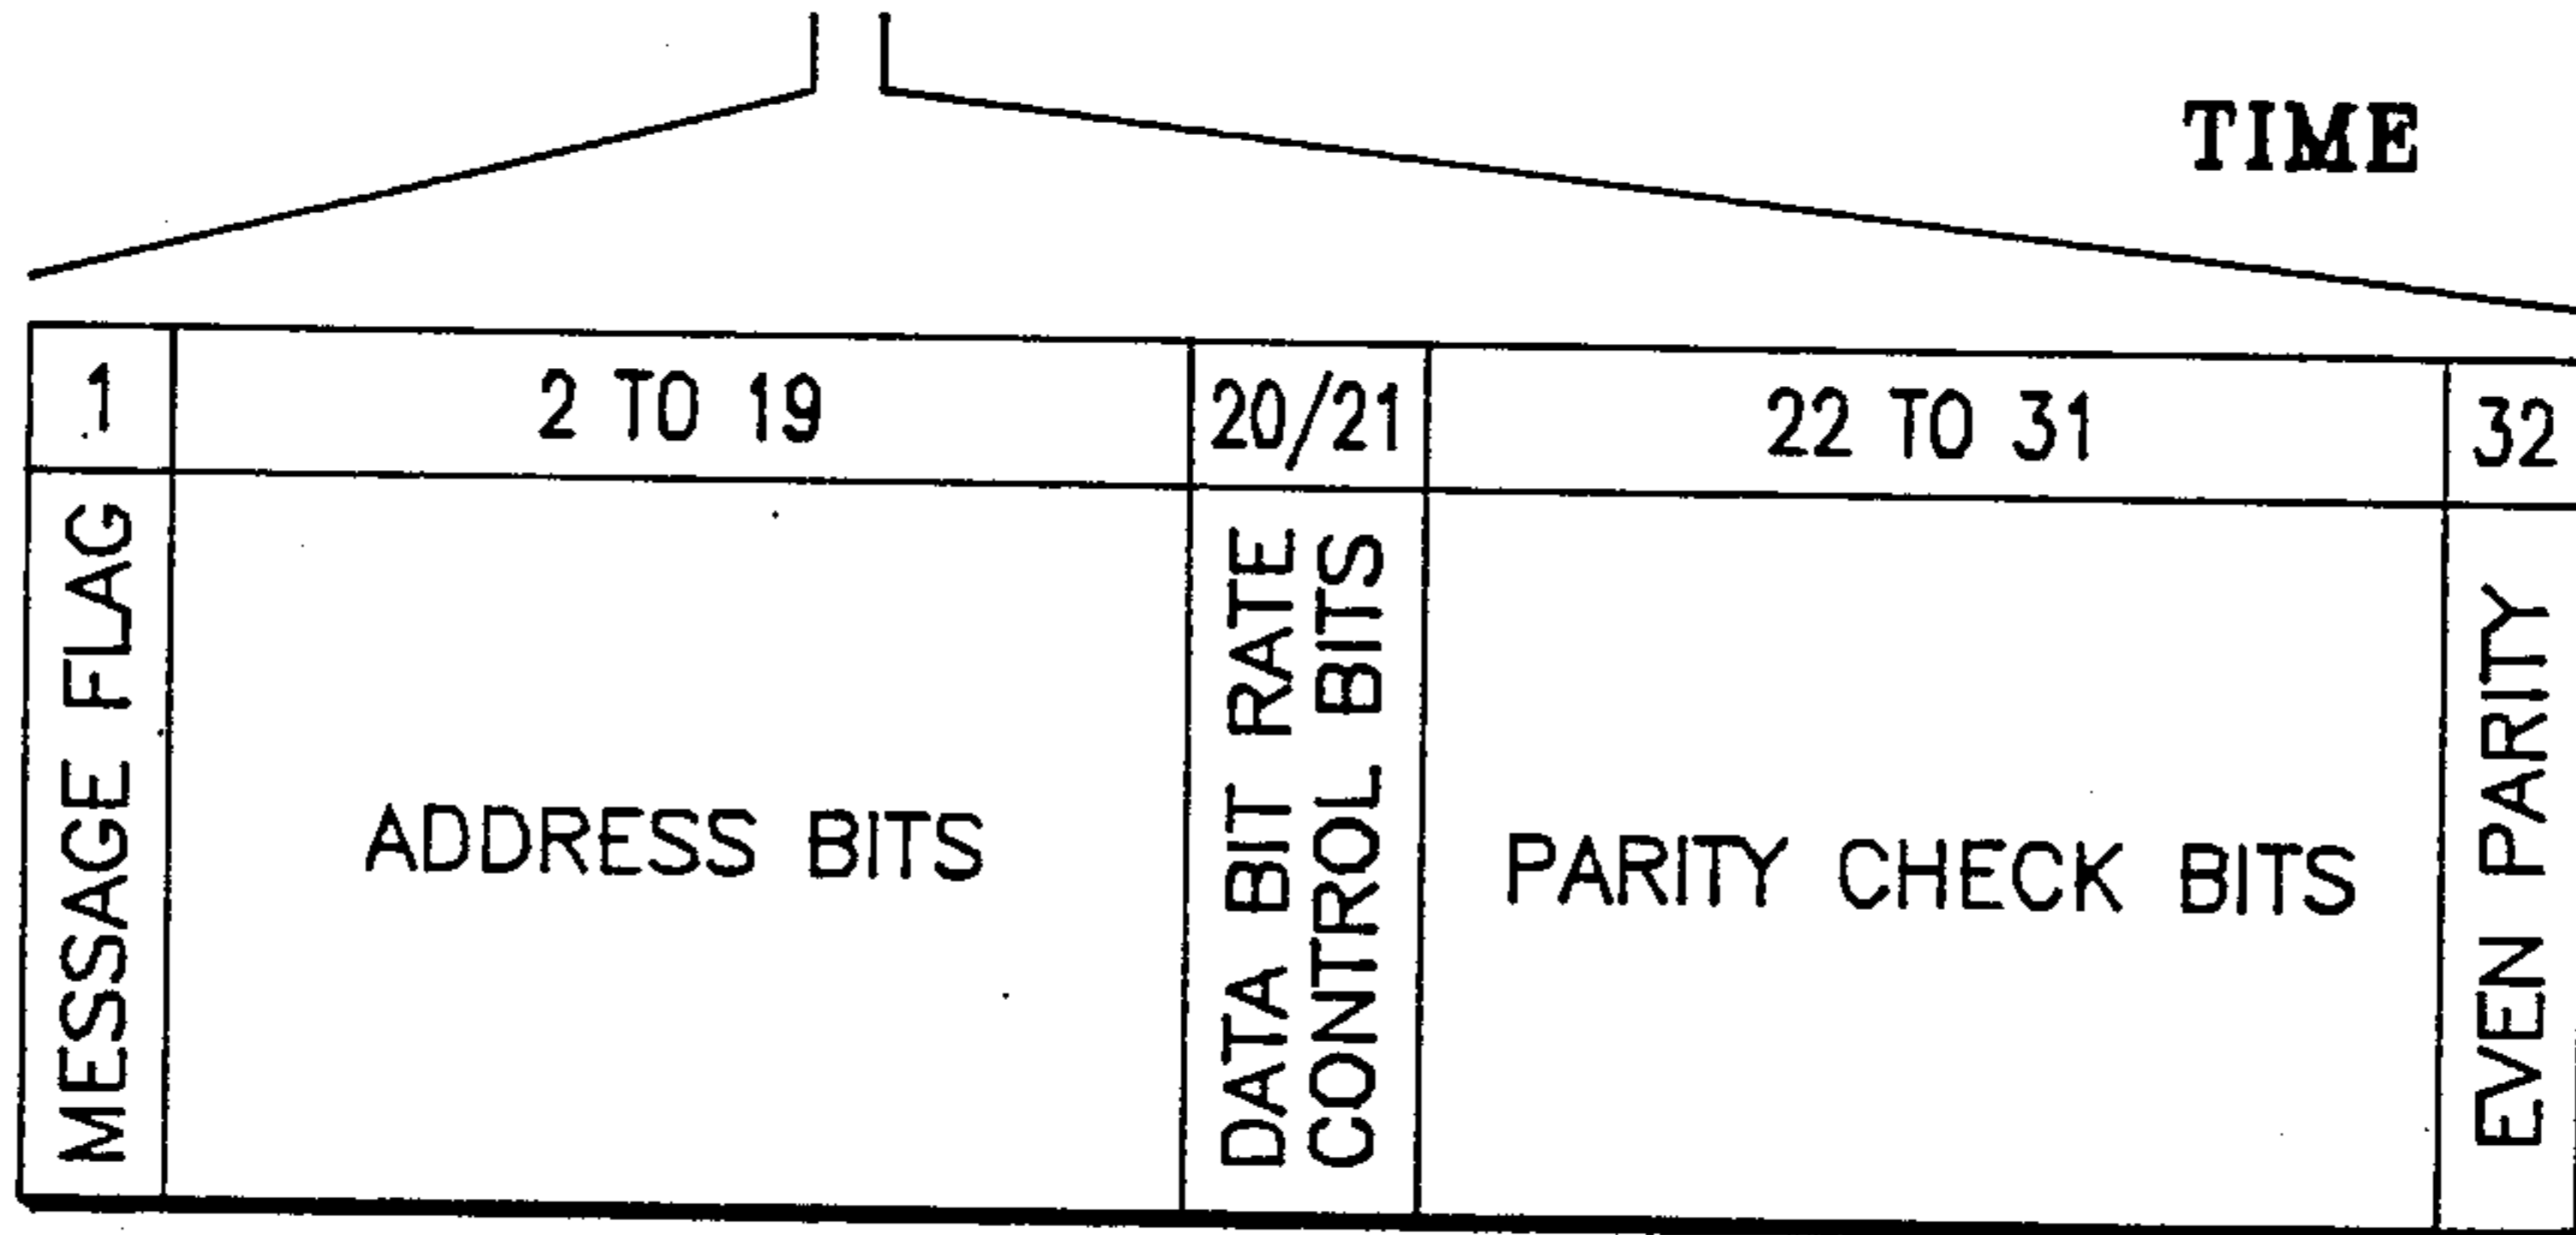 TIME
1
2 TO 19
20/21
22 TO 31
32
MESSAGE FLAG
ADDRESS BITS
DATA BIT RATE
CONTROL BITS
PARITY CHECK BITS
EVEN PARITY